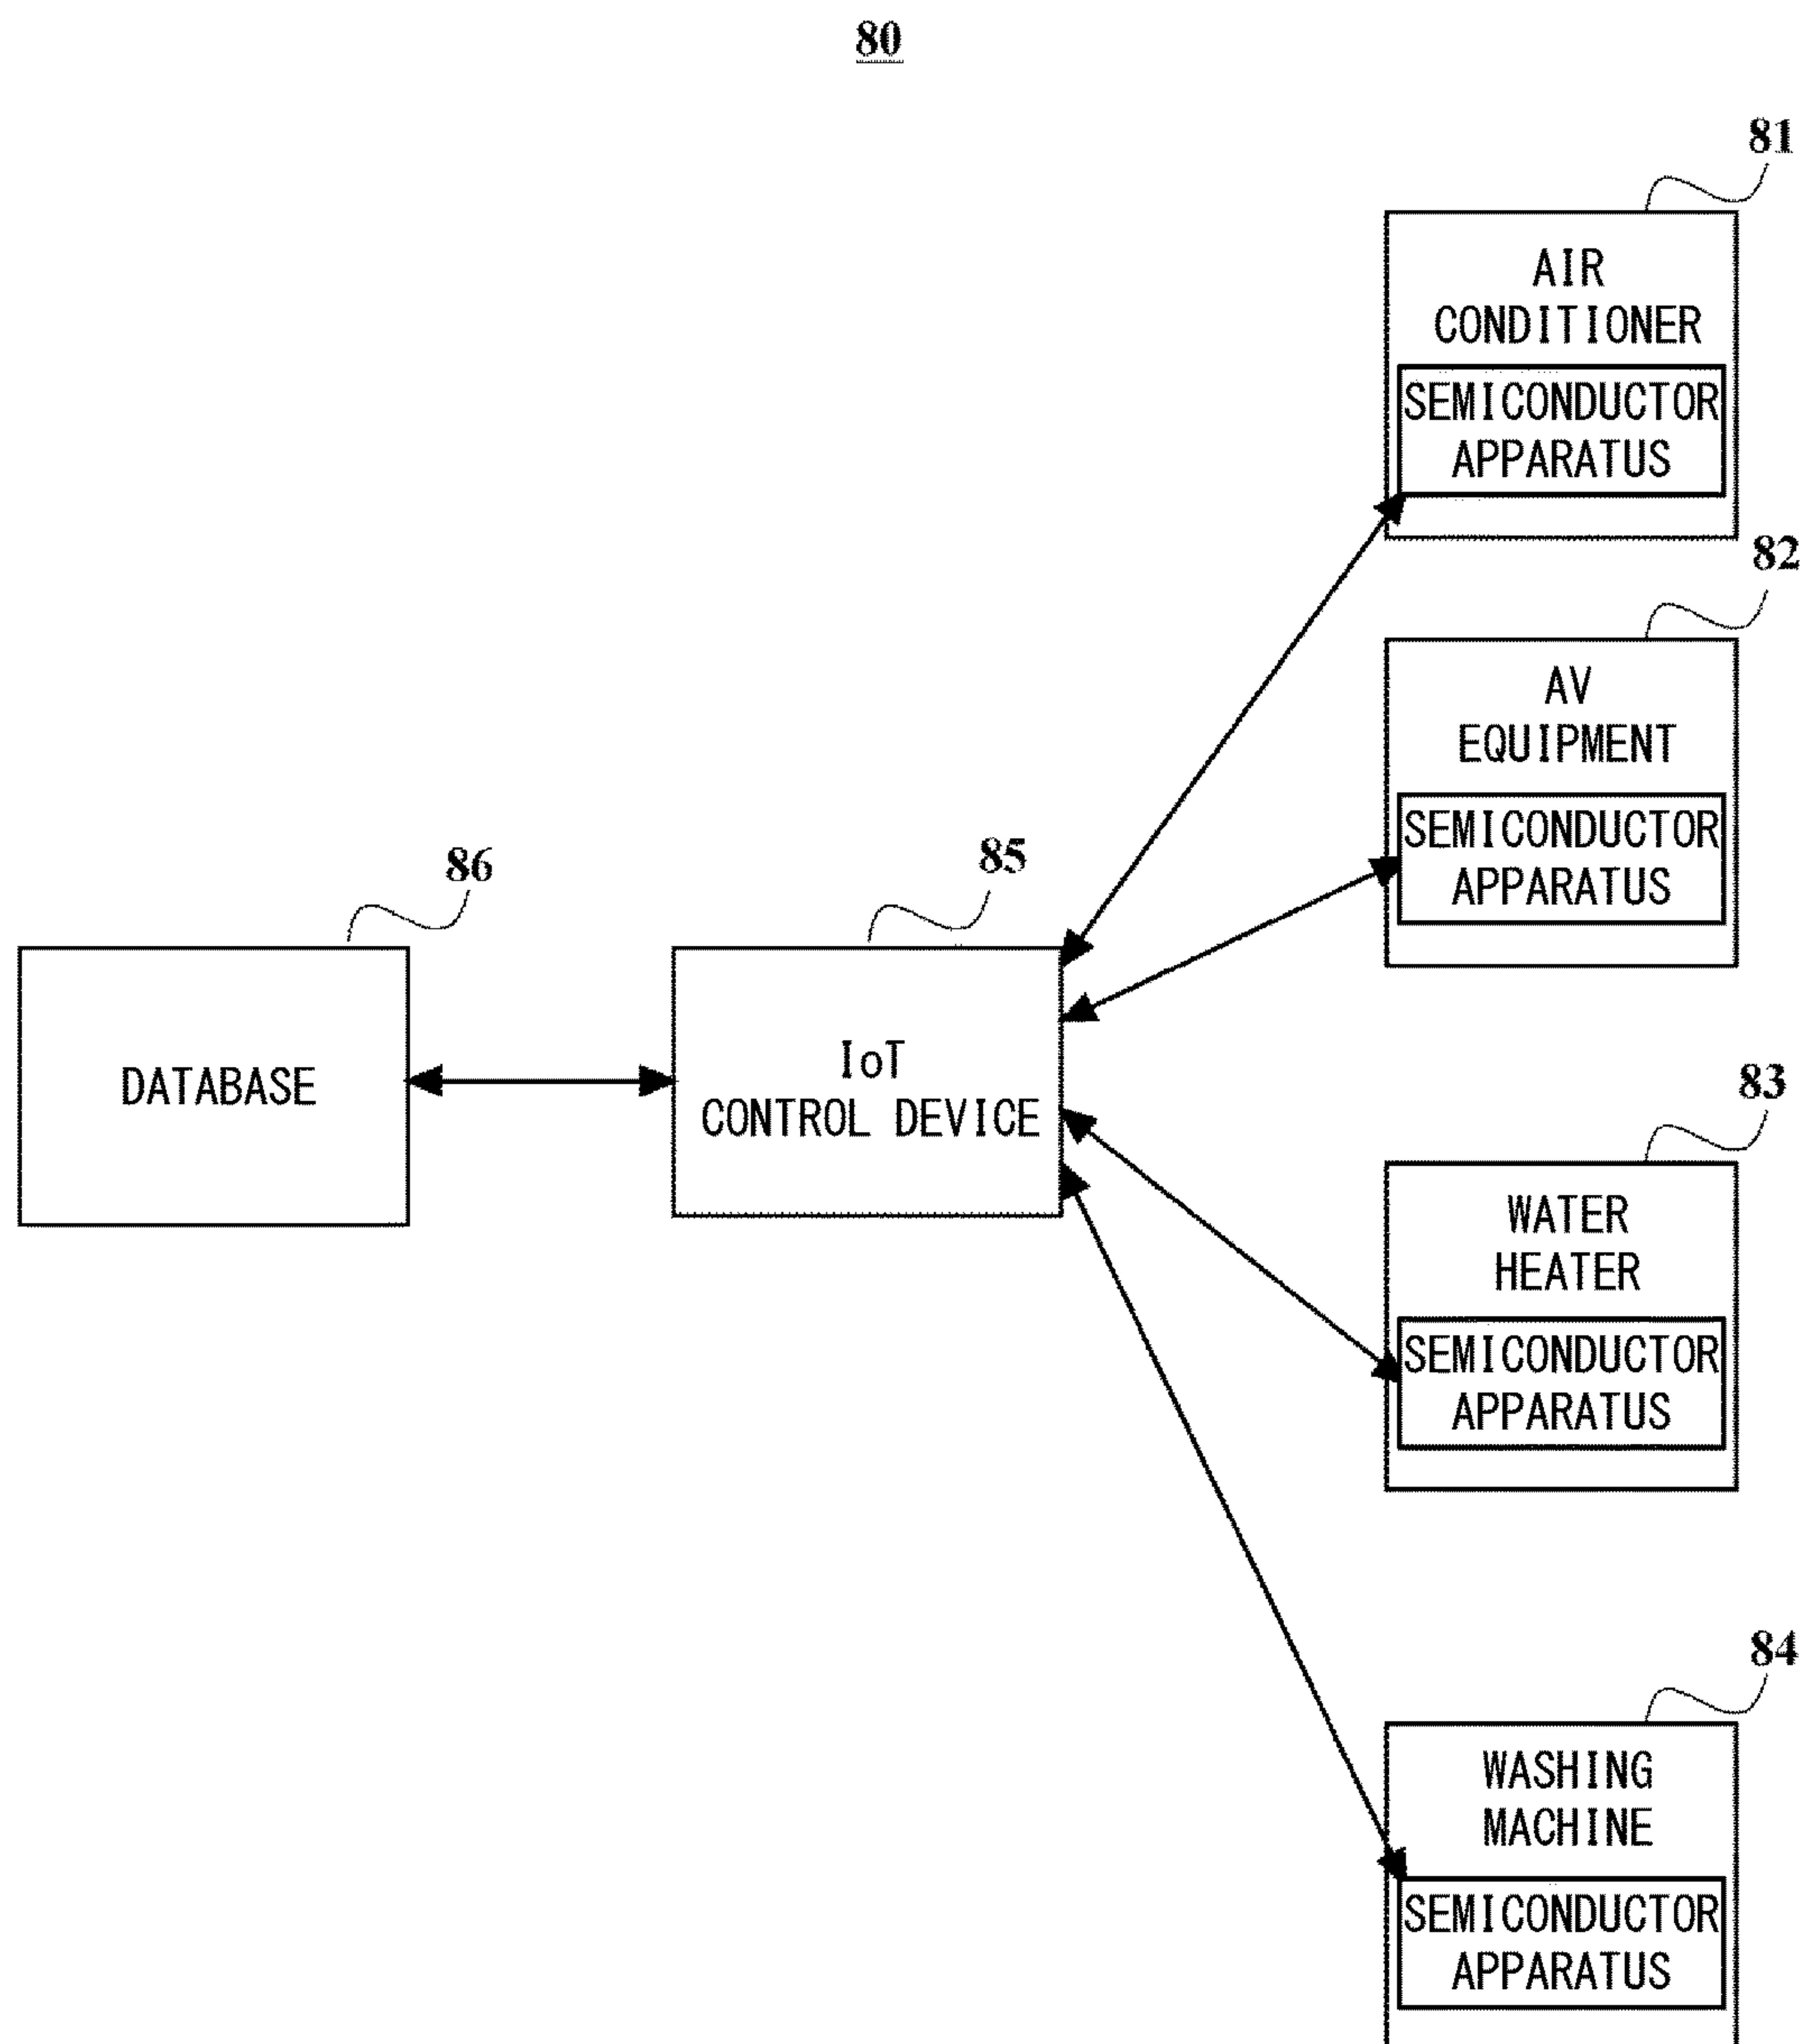 80
81
AIR
CONDITIONER
SEMICONDUCTOR
APPARATUS
82
AV
EQUIPMENT
SEMICONDUCTOR
APPARATUS
86
DATABASE
85
IoT
CONTROL DEVICE
83
WATER
HEATER
SEMICONDUCTOR
APPARATUS
84
WASHING
MACHINE
SEMICONDUCTOR
APPARATUS